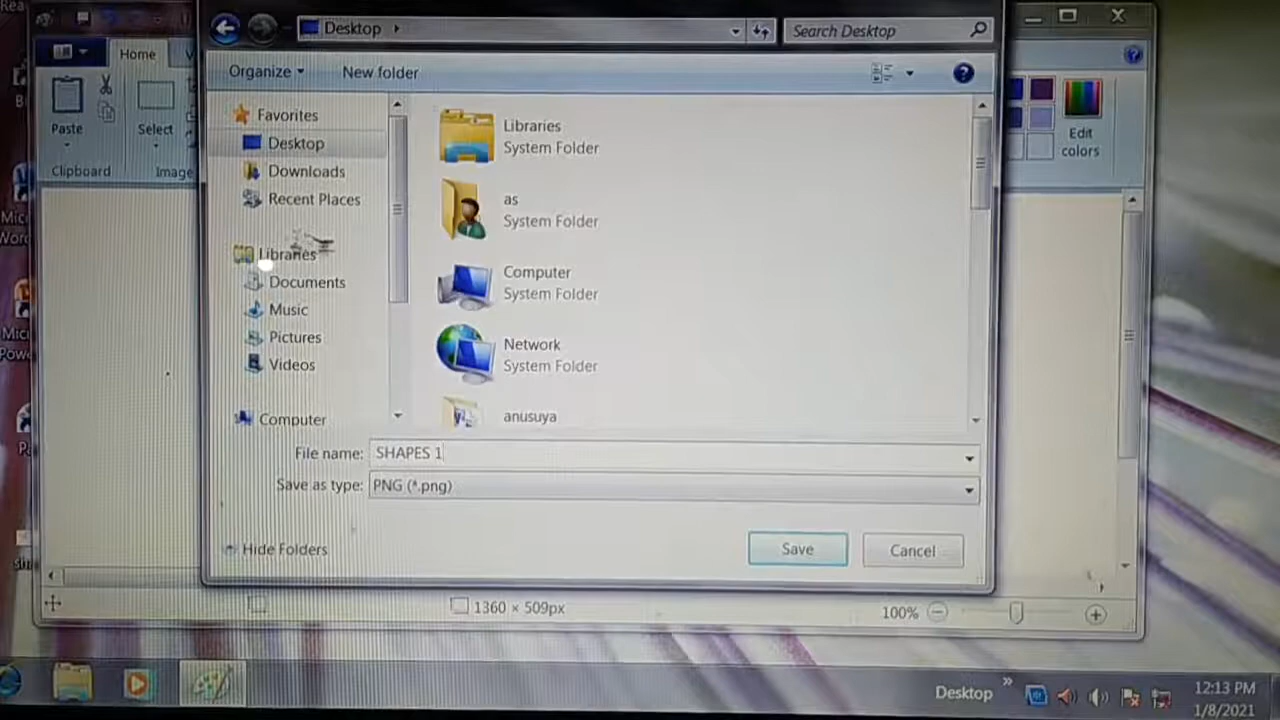 Rea
Desktop
Search Desktop
Home
Organize
New folder
Paste
Select
Clipboard
Image
Favorites
Desktop
Downloads
Recent Places
Libraries
Documents
Music
Pictures
Videos
Computer
Libraries
System Folder
as
System Folder
Computer
System Folder
Network
System Folder
anusuya
Edit
colors
File name: SHAPES 1
Save as type: PNG (*.png)
Hide Folders
Save
Cancel
1360 × 509px
100%
Desktop
12:13 PM
1/8/2021